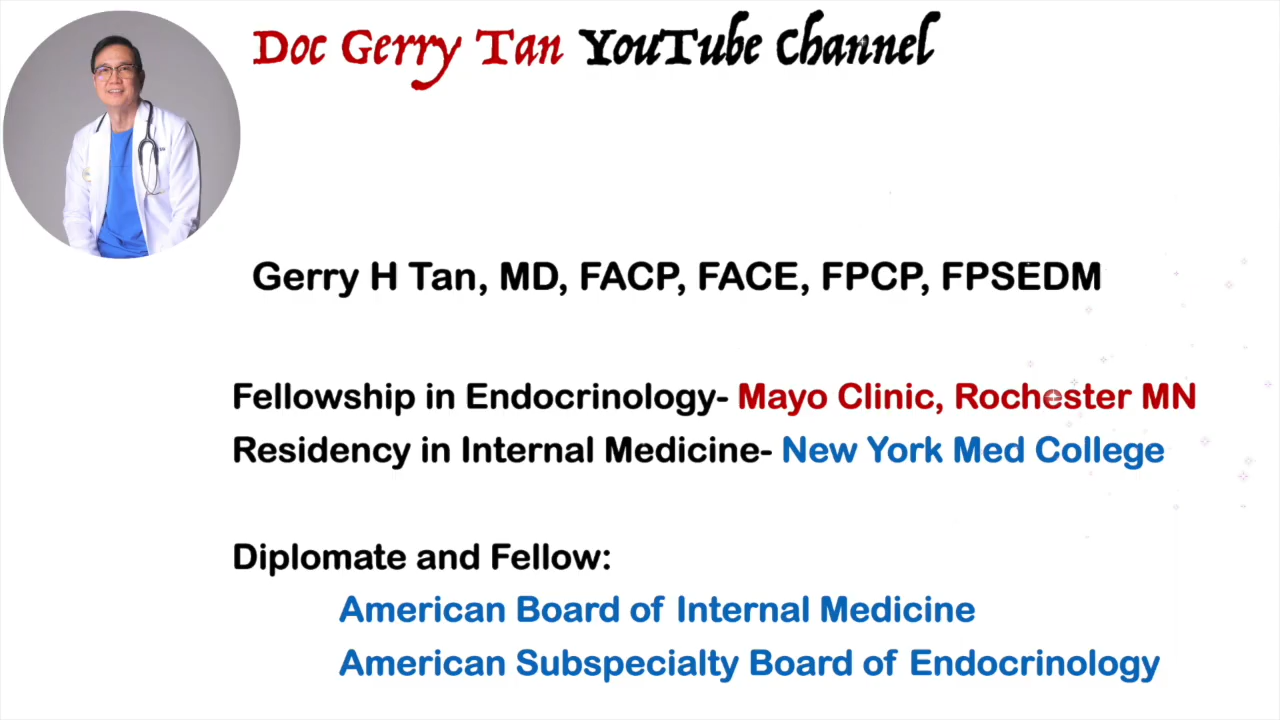 Doc Gerry Tan YouTube Channel
Gerry H Tan, MD, FACP, FACE, FPCP, FPSEDM
Fellowship in Endocrinology- Mayo Clinic, Rochester MN
Residency in Internal Medicine- New York Med College
Diplomate and Fellow:
American Board of Internal Medicine
American Subspecialty Board of Endocrinology